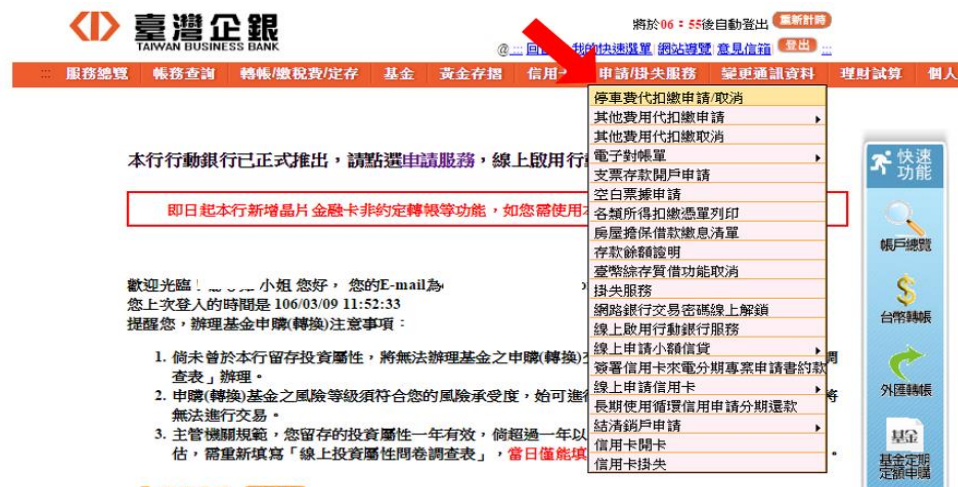 臺灣企銀
TAIWAN BUSINESS BANK
將於06：55後自動登出 重新計時
@ ::: 回 我的快速選單 | 網站導覽 | 意見信箱 登出 :::
::: 服務總覽 帳務查詢 轉帳/繳稅費/定存 基金 黃金存摺 信用卡 申請/掛失服務 變更通訊資料 理財試算 個人
停車費代扣繳申請/取消
其他費用代扣繳申請
其他費用代扣繳取消
電子對帳單
支票存款開戶申請
空白票據申請
各類所得扣繳憑單列印
房屋擔保借款繳息清單
存款餘額證明
臺幣綜存質借功能取消
掛失服務
網路銀行交易密碼線上解鎖
線上啟用行動銀行服務
線上申請小額信貸
簽署信用卡來電分期專案申請書約款
線上申請信用卡
長期使用循環信用申請分期還款
結清銷戶申請
信用卡開卡
信用卡掛失
本行行動銀行已正式推出，請點選申請服務，線上啟用行
即日起本行新增晶片金融卡非約定轉帳等功能，如您需使用
歡迎光臨 小姐 您好， 您的E-mail為
您上次登入的時間是 106/03/09 11:52:33
提醒您，辦理基金申購(轉換)注意事項：
1. 倘未曾於本行留存投資屬性，將無法辦理基金之申購(轉換)
查表」辦理。
2. 申購(轉換)基金之風險等級須符合您的風險承受度，始可進
無法進行交易。
3. 主管機關規範，您留存的投資屬性一年有效，倘超過一年以
估，需重新填寫「線上投資屬性問卷調查表」，當日僅能填
快速
功能
帳戶總覽
台幣轉帳
外匯轉帳
基金
基金定期
定額申購